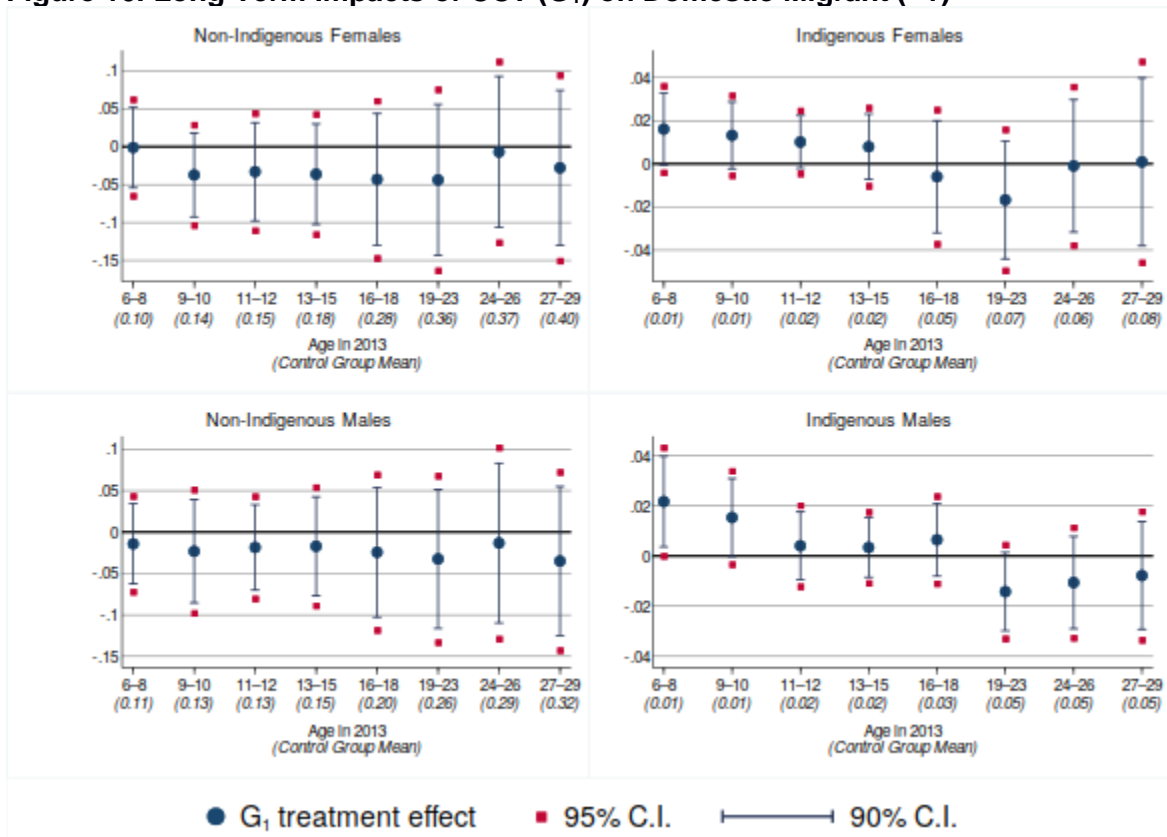 Non-Indigenous Females
.1
.05
0
-.05
-.1
-.15
6–8 9–10 11–12 13–15 16–18 19–23 24–26 27–29
(0.10) (0.14) (0.15) (0.18) (0.28) (0.36) (0.37) (0.40)
Age in 2013
(Control Group Mean)
Indigenous Females
.04
.02
0
-.02
-.04
6–8 9–10 11–12 13–15 16–18 19–23 24–26 27–29
(0.01) (0.01) (0.02) (0.02) (0.05) (0.07) (0.06) (0.08)
Age in 2013
(Control Group Mean)
Non-Indigenous Males
.1
.05
0
-.05
-.1
-.15
6–8 9–10 11–12 13–15 16–18 19–23 24–26 27–29
(0.11) (0.13) (0.13) (0.15) (0.20) (0.26) (0.29) (0.32)
Age in 2013
(Control Group Mean)
Indigenous Males
.04
.02
0
-.02
-.04
6–8 9–10 11–12 13–15 16–18 19–23 24–26 27–29
(0.01) (0.01) (0.02) (0.02) (0.03) (0.05) (0.05) (0.05)
Age in 2013
(Control Group Mean)
G₁ treatment effect 95% C.I. 90% C.I.